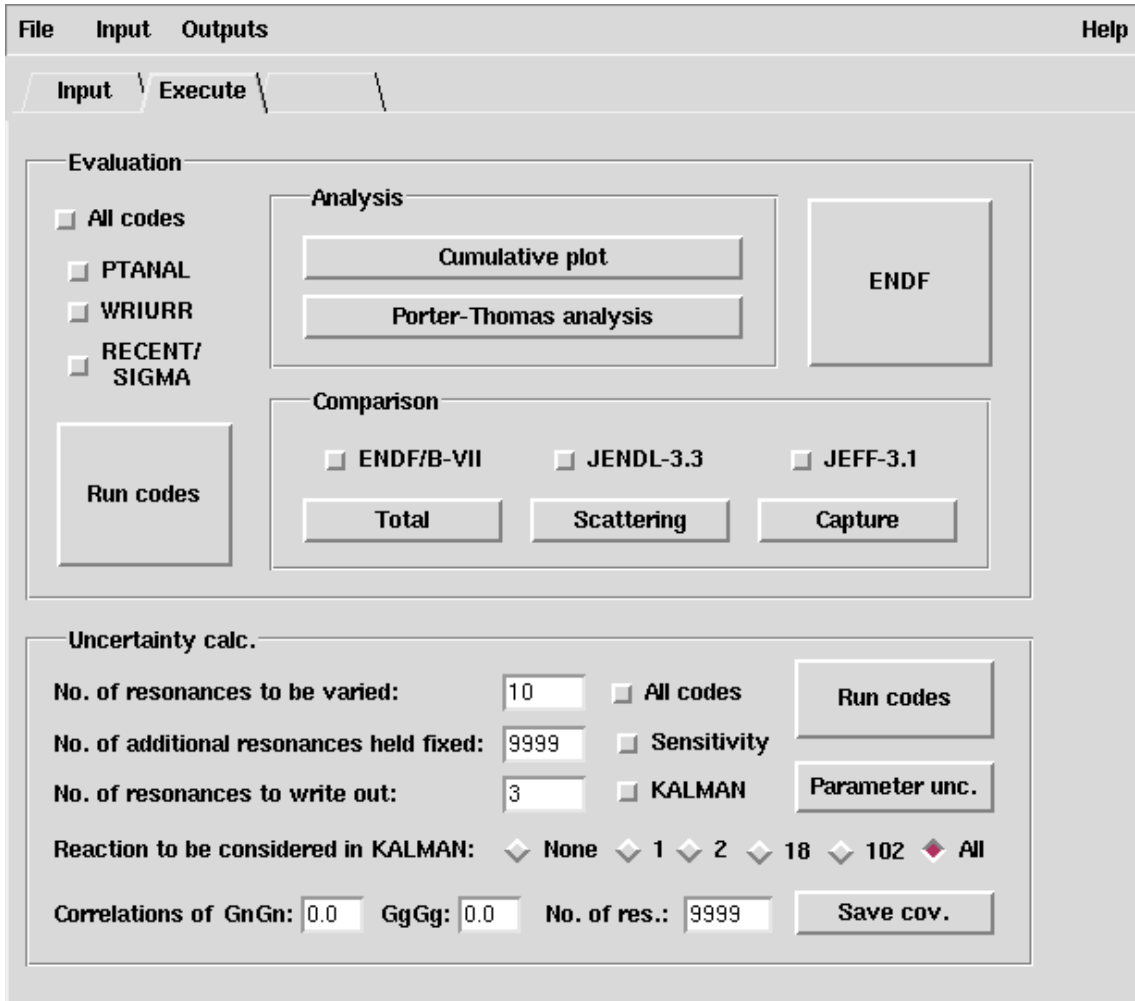 File Input Outputs Help
Input Execute
Evaluation
All codes
PTANAL
WRIURR
RECENT/
SIGMA
Run codes
Analysis
Cumulative plot
Porter-Thomas analysis
ENDF
Comparison
ENDF/B-VII JENDL-3.3 JEFF-3.1
Total Scattering Capture
Uncertainty calc.
No. of resonances to be varied: 10 All codes
Run codes
No. of additional resonances held fixed: 9999 Sensitivity
No. of resonances to write out: 3 KALMAN Parameter unc.
Reaction to be considered in KALMAN: None 1 2 18 102 All
Correlations of GnGn: 0.0 GgGg: 0.0 No. of res.: 9999 Save cov.